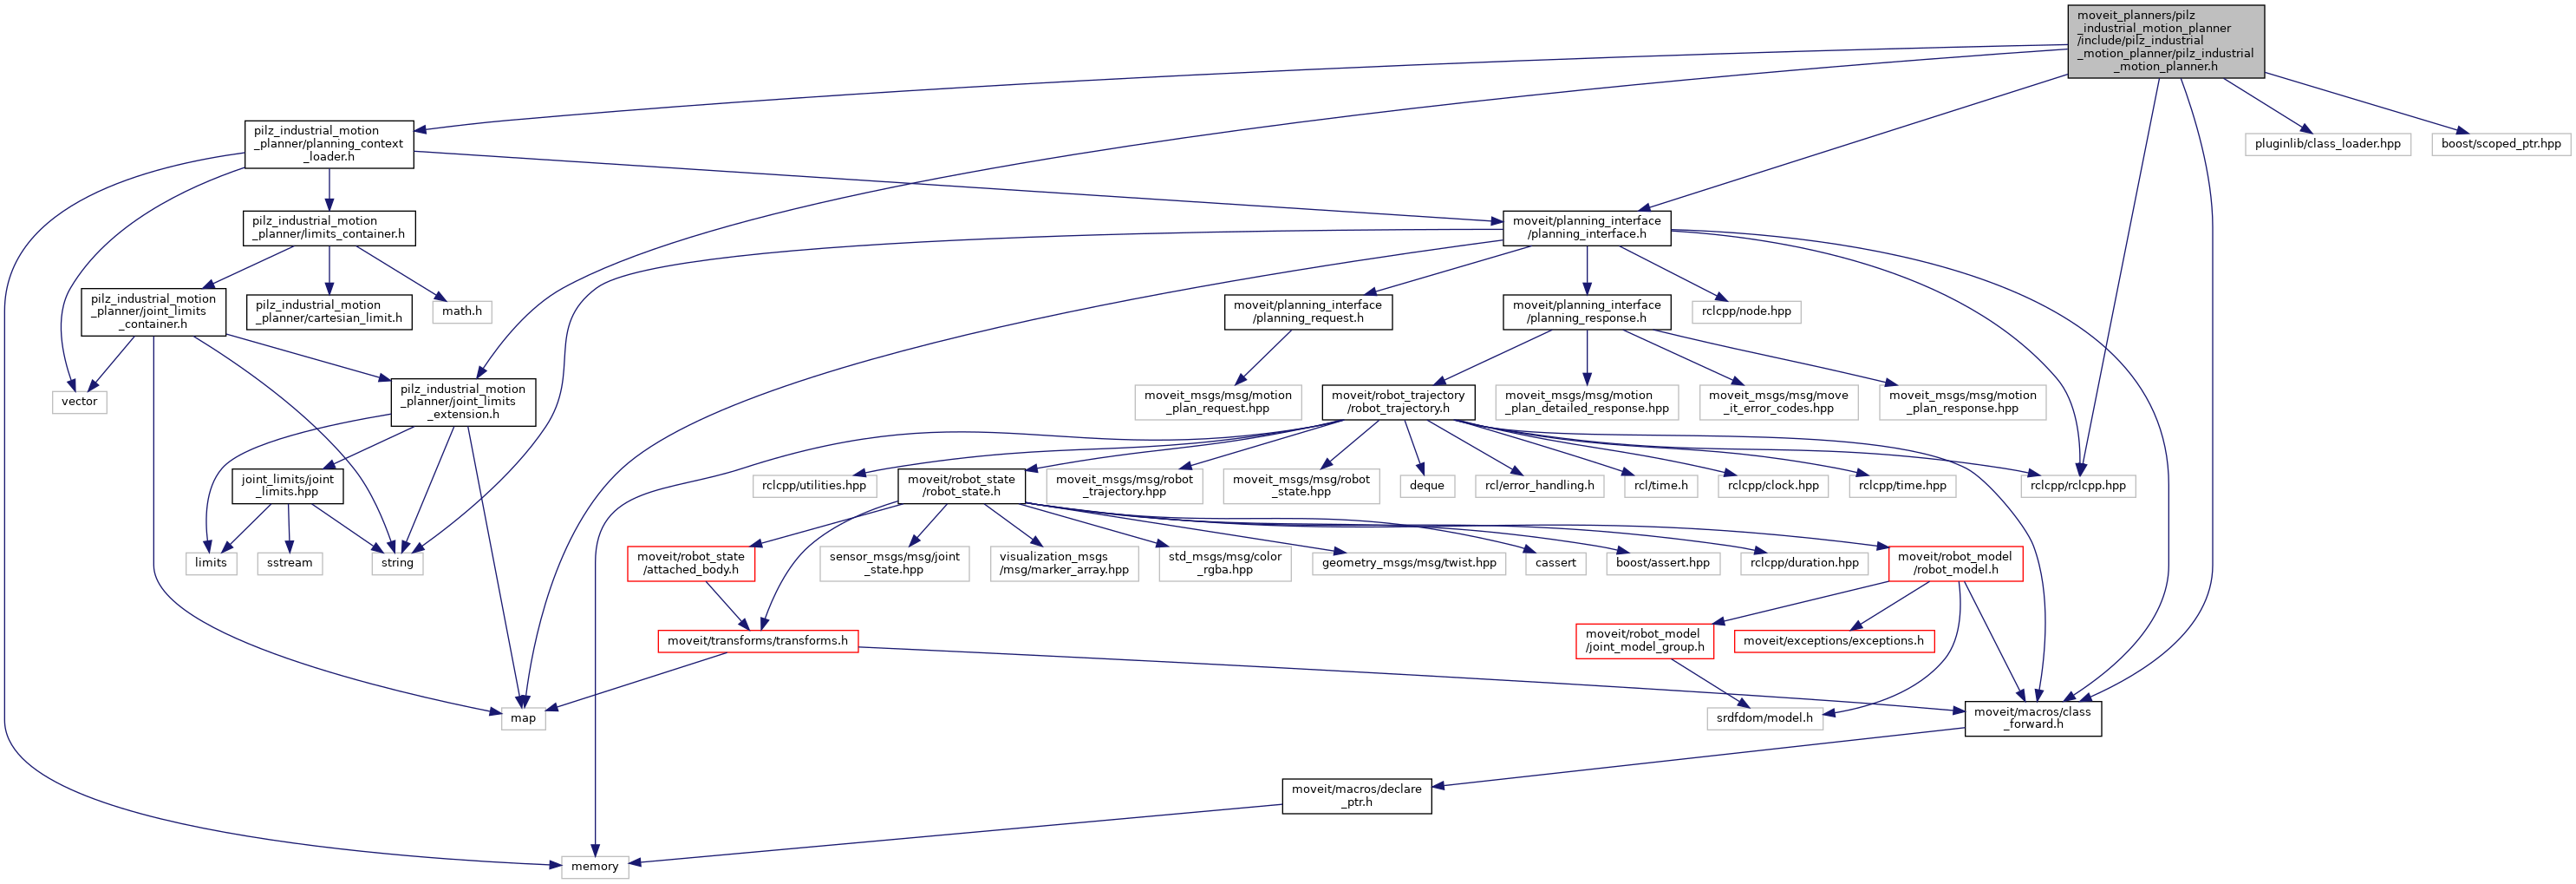 moveit_planners/pilz
_industrial_motion_planner
/include/pilz_industrial
_motion_planner/pilz_industrial
_motion_planner.h
pilz_industrial_motion
_planner/planning_context
_loader.h
pluginlib/class_loader.hpp
boost/scoped_ptr.hpp
pilz_industrial_motion
_planner/limits_container.h
moveit/planning_interface
/planning_interface.h
pilz_industrial_motion
_planner/joint_limits
_container.h
pilz_industrial_motion
_planner/cartesian_limit.h
math.h
moveit/planning_interface
/planning_request.h
moveit/planning_interface
/planning_response.h
rclcpp/node.hpp
vector
pilz_industrial_motion
_planner/joint_limits
_extension.h
moveit_msgs/msg/motion
_plan_request.hpp
moveit/robot_trajectory
/robot_trajectory.h
moveit_msgs/msg/motion
_plan_detailed_response.hpp
moveit_msgs/msg/move
_it_error_codes.hpp
moveit_msgs/msg/motion
_plan_response.hpp
joint_limits/joint
_limits.hpp
rclcpp/utilities.hpp
moveit/robot_state
/robot_state.h
moveit_msgs/msg/robot
_trajectory.hpp
moveit_msgs/msg/robot
_state.hpp
deque
rcl/error_handling.h
rcl/time.h
rclcpp/clock.hpp
rclcpp/time.hpp
rclcpp/rclcpp.hpp
limits
sstream
string
moveit/robot_state
/attached_body.h
sensor_msgs/msg/joint
_state.hpp
visualization_msgs
/msg/marker_array.hpp
std_msgs/msg/color
_rgba.hpp
geometry_msgs/msg/twist.hpp
cassert
boost/assert.hpp
rclcpp/duration.hpp
moveit/robot_model
/robot_model.h
moveit/transforms/transforms.h
moveit/robot_model
/joint_model_group.h
moveit/exceptions/exceptions.h
map
srdfdom/model.h
moveit/macros/class
_forward.h
moveit/macros/declare
_ptr.h
memory